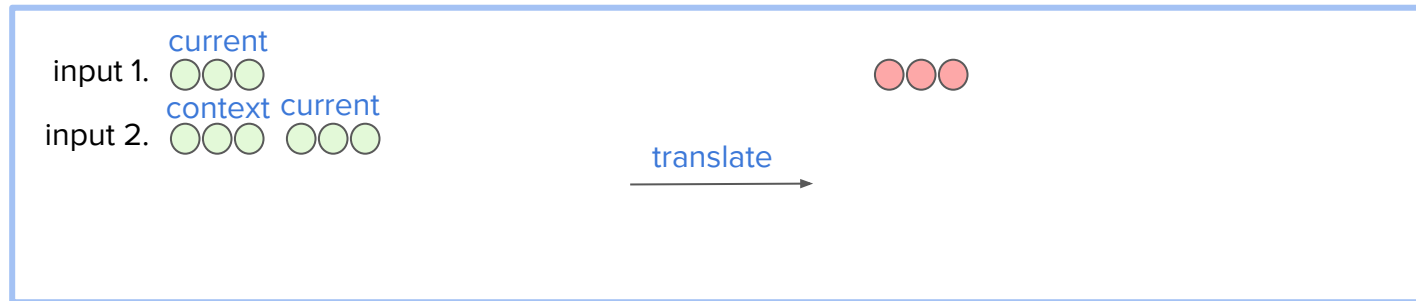 current
input 1.
context current
input 2.
translate